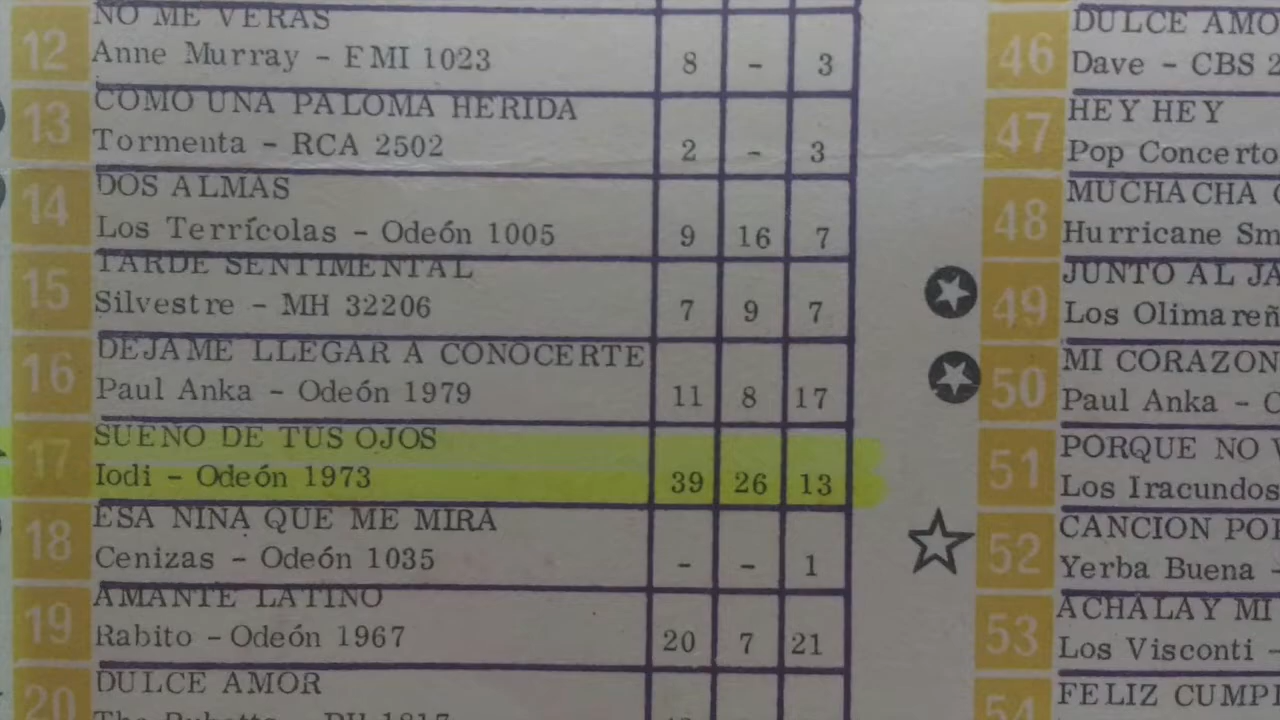 12
NO ME VERAS
Anne Murray - EMI 1023
8 - 3
13
COMO UNA PALOMA HERIDA
Tormenta - RCA 2502
2 - 3
14
DOS ALMAS
Los Terrícolas - Odeón 1005
9 16 7
15
TARDE SENTIMENTAL
Silvestre - MH 32206
7 9 7
16
DEJAME LLEGAR A CONOCERTE
Paul Anka - Odeón 1979
11 8 17
17
SUEÑO DE TUS OJOS
Iodi - Odeón 1973
39 26 13
18
ESA NINA QUE ME MIRA
Cenizas - Odeón 1035
- - 1
19
AMANTE LATINO
Rabito - Odeón 1967
20 7 21
20
DULCE AMOR
46
DULCE AMO
Dave - CBS 2
47
HEY HEY
Pop Concerto
48
MUCHACHA
Hurricane Sm
49
JUNTO AL JA
Los Olimareñ
50
MI CORAZON
Paul Anka -
51
PORQUE NO
Los Iracundos
52
CANCION POR
Yerba Buena -
53
ACHALAY MI
Los Visconti -
54
FELIZ CUMPL